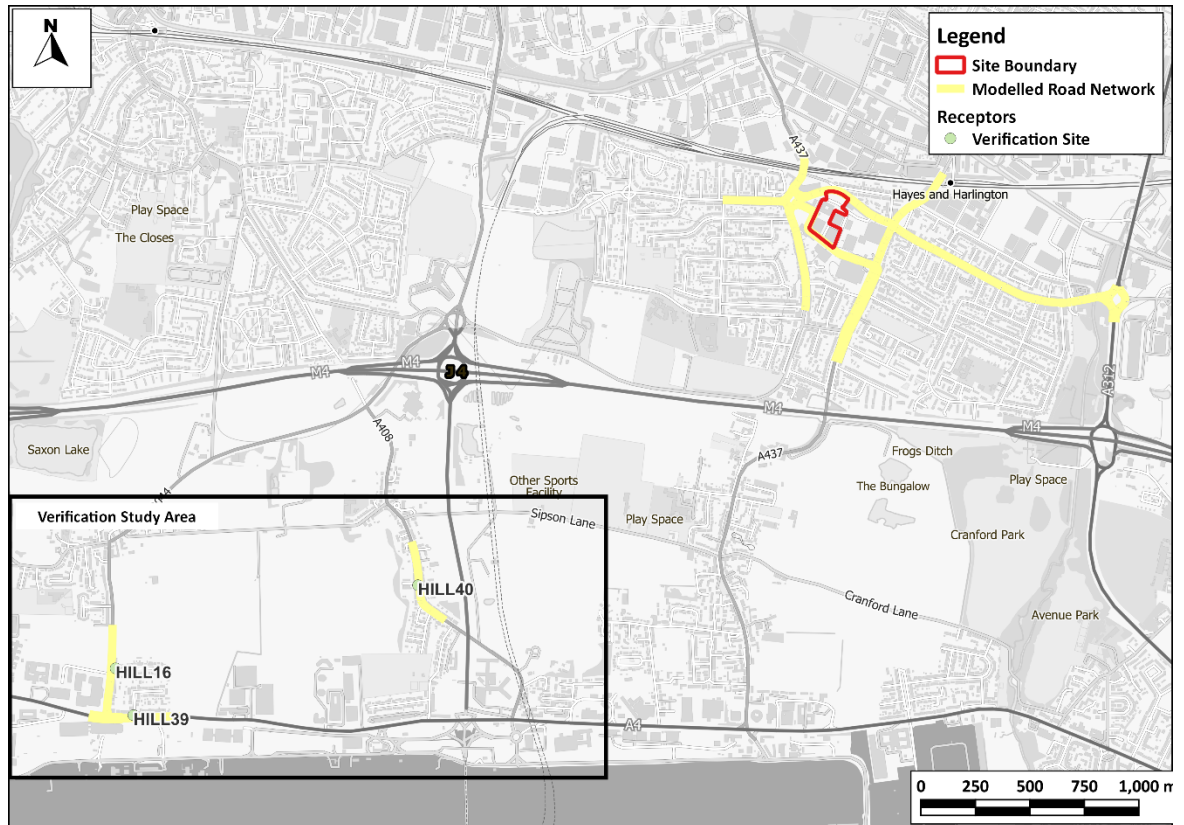 N
Legend
Site Boundary
Modelled Road Network
Receptors
Verification Site
A437
Hayes and Harlington
Play Space
The Closes
M4
M4
J4
A312
M4
M4
A408
Saxon Lake
A437
Frogs Ditch
Other Sports
Facility
The Bungalow
Play Space
Verification Study Area
Sipson Lane
Play Space
Cranford Park
HILL40
Cranford Lane
Avenue Park
HILL16
HILL39
A4
0 250 500 750 1,000 m